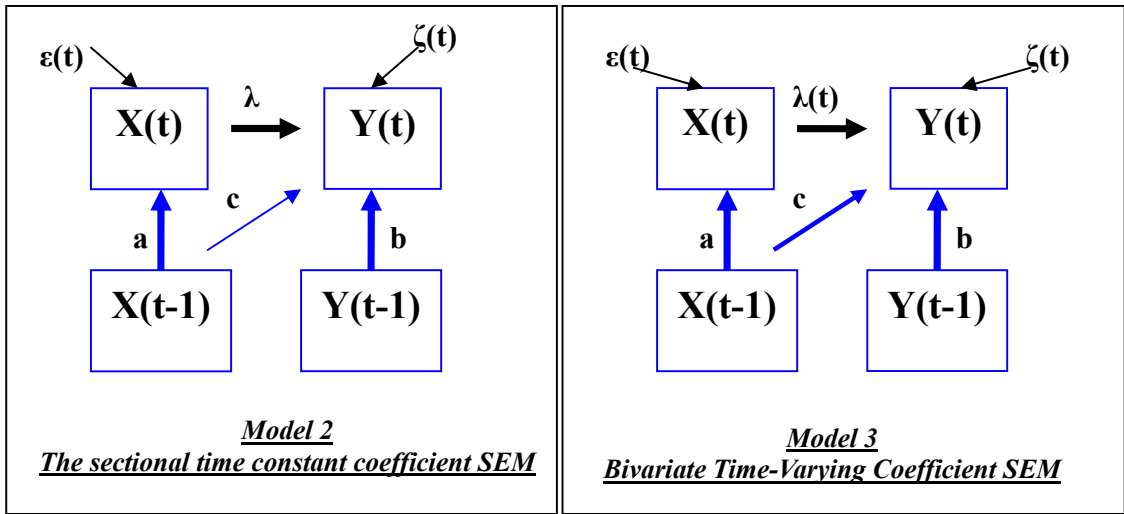 ε(t)
ζ(t)
X(t)
λ
Y(t)
c
a
b
X(t-1)
Y(t-1)
Model 2
The sectional time constant coefficient SEM
ε(t)
ζ(t)
X(t)
λ(t)
Y(t)
c
a
b
X(t-1)
Y(t-1)
Model 3
Bivariate Time-Varying Coefficient SEM